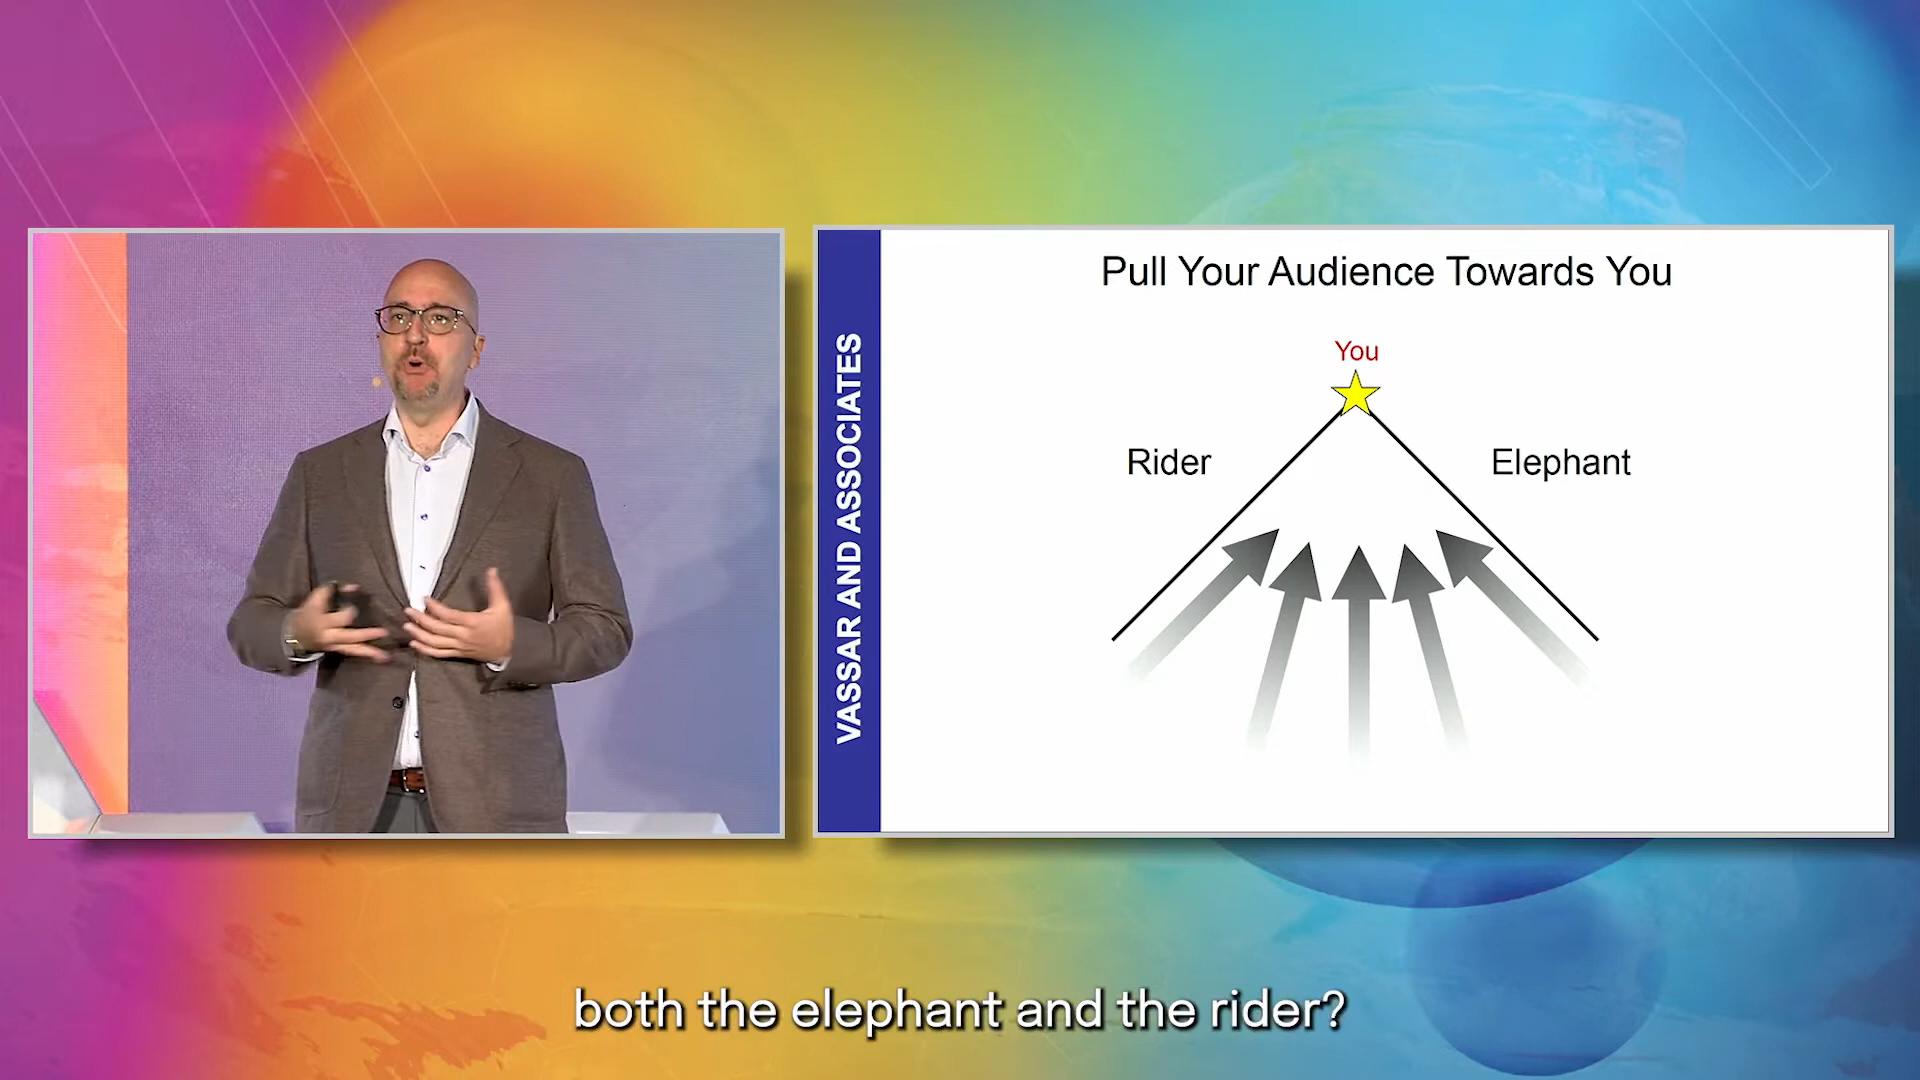 VASSAR AND ASSOCIATES
Pull Your Audience Towards You
You
Rider
Elephant
both the elephant and the rider?